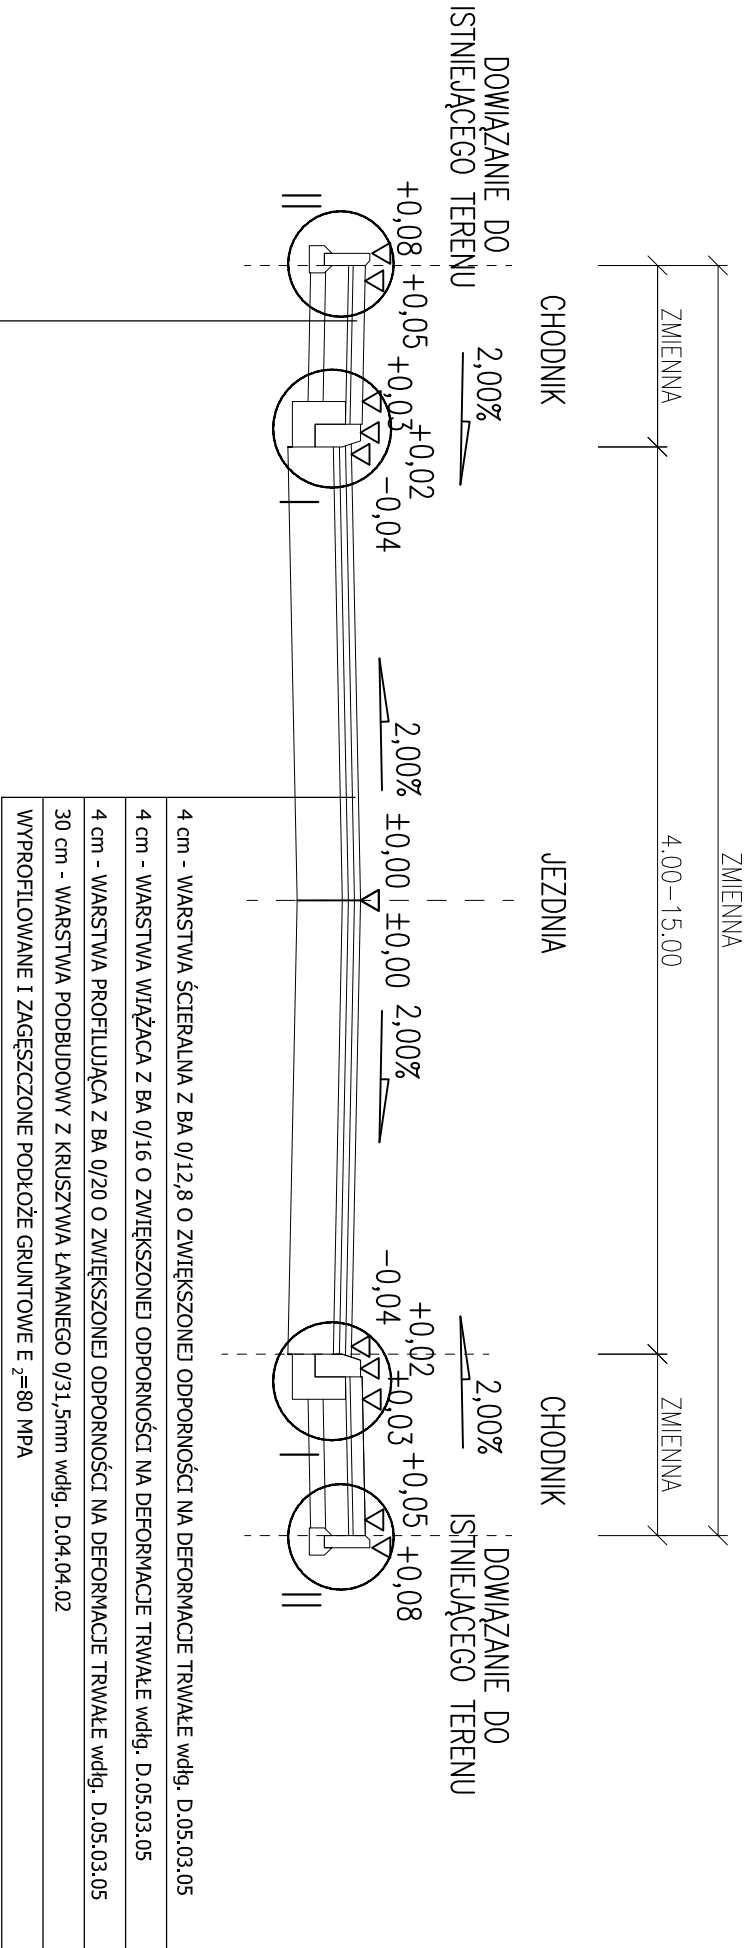 ZMIENNA
ZMIENNA
4.00-15.00
ZMIENNA
CHODNIK
JEZDNIA
CHODNIK
DOWIĄZANIE DO
ISTNIEJĄCEGO TERENU
2,00%
2,00%
DOWIĄZANIE DO
ISTNIEJĄCEGO TERENU
+0,08
+0,05
+0,03
+0,02
-0,04
2,00%
±0,00
±0,00
2,00%
-0,04
+0,02
+0,03
+0,05
+0,08
II
I
I
II
4 cm - WARSTWA ŚCIERALNA Z BA 0/12,8 O ZWIĘKSZONEJ ODPORNOŚCI NA DEFORMACJE TRWAŁE wdłg. D.05.03.05
4 cm - WARSTWA WIĄŻACA Z BA 0/16 O ZWIĘKSZONEJ ODPORNOŚCI NA DEFORMACJE TRWAŁE wdłg. D.05.03.05
4 cm - WARSTWA PROFILUJĄCA Z BA 0/20 O ZWIĘKSZONEJ ODPORNOŚCI NA DEFORMACJE TRWAŁE wdłg. D.05.03.05
30 cm - WARSTWA PODBUDOWY Z KRUSZYWA ŁAMANEGO 0/31,5mm wdłg. D.04.04.02
WYPROFILOWANE I ZAGĘSZCZONE PODŁOŻE GRUNTOWE E ₂=80 MPA